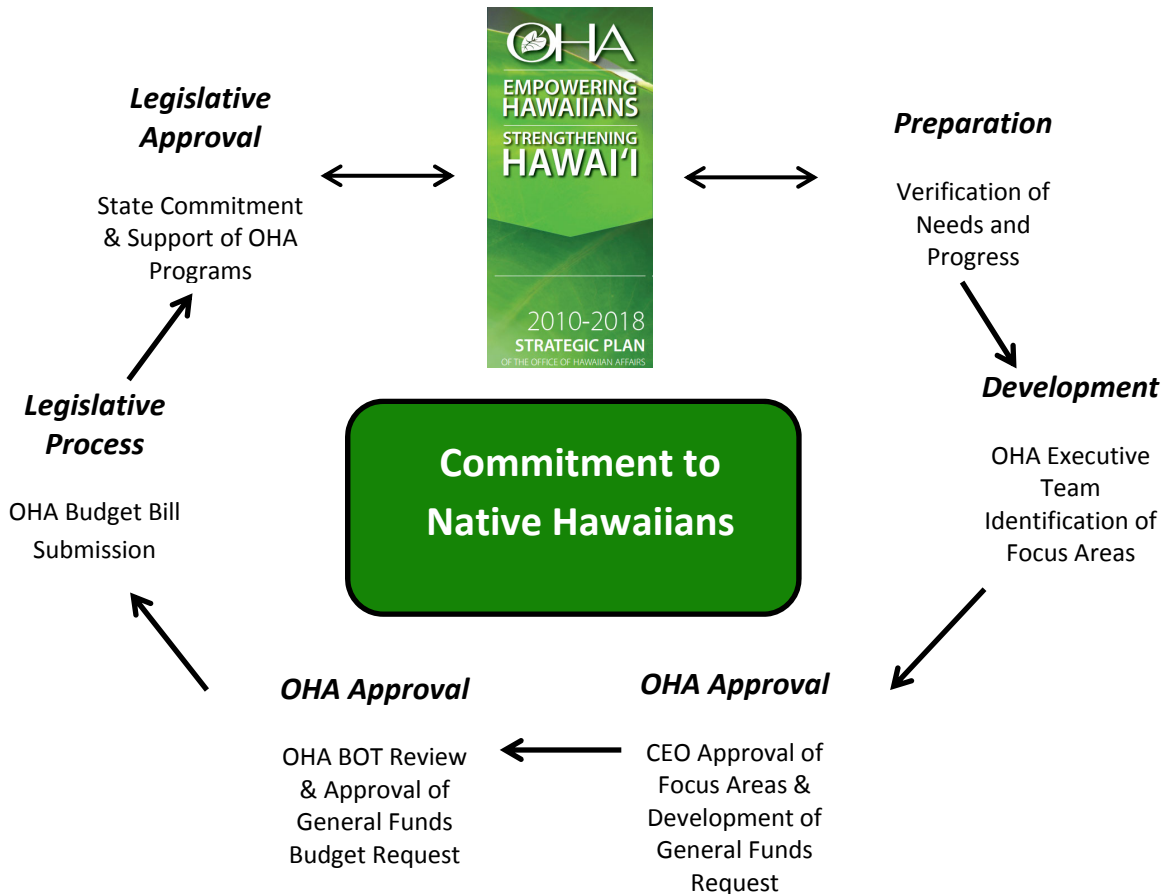 OHA
EMPOWERING
HAWAIIANS
STRENGTHENING
HAWAI‘I
2010-2018
STRATEGIC PLAN
OF THE OFFICE OF HAWAIIAN AFFAIRS
Preparation
Verification of
Needs and
Progress
Development
OHA Executive
Team
Identification of
Focus Areas
OHA Approval
CEO Approval of
Focus Areas &
Development of
General Funds
Request
OHA Approval
OHA BOT Review
& Approval of
General Funds
Budget Request
Legislative
Process
OHA Budget Bill
Submission
Legislative
Approval
State Commitment
& Support of OHA
Programs
Commitment to
Native Hawaiians